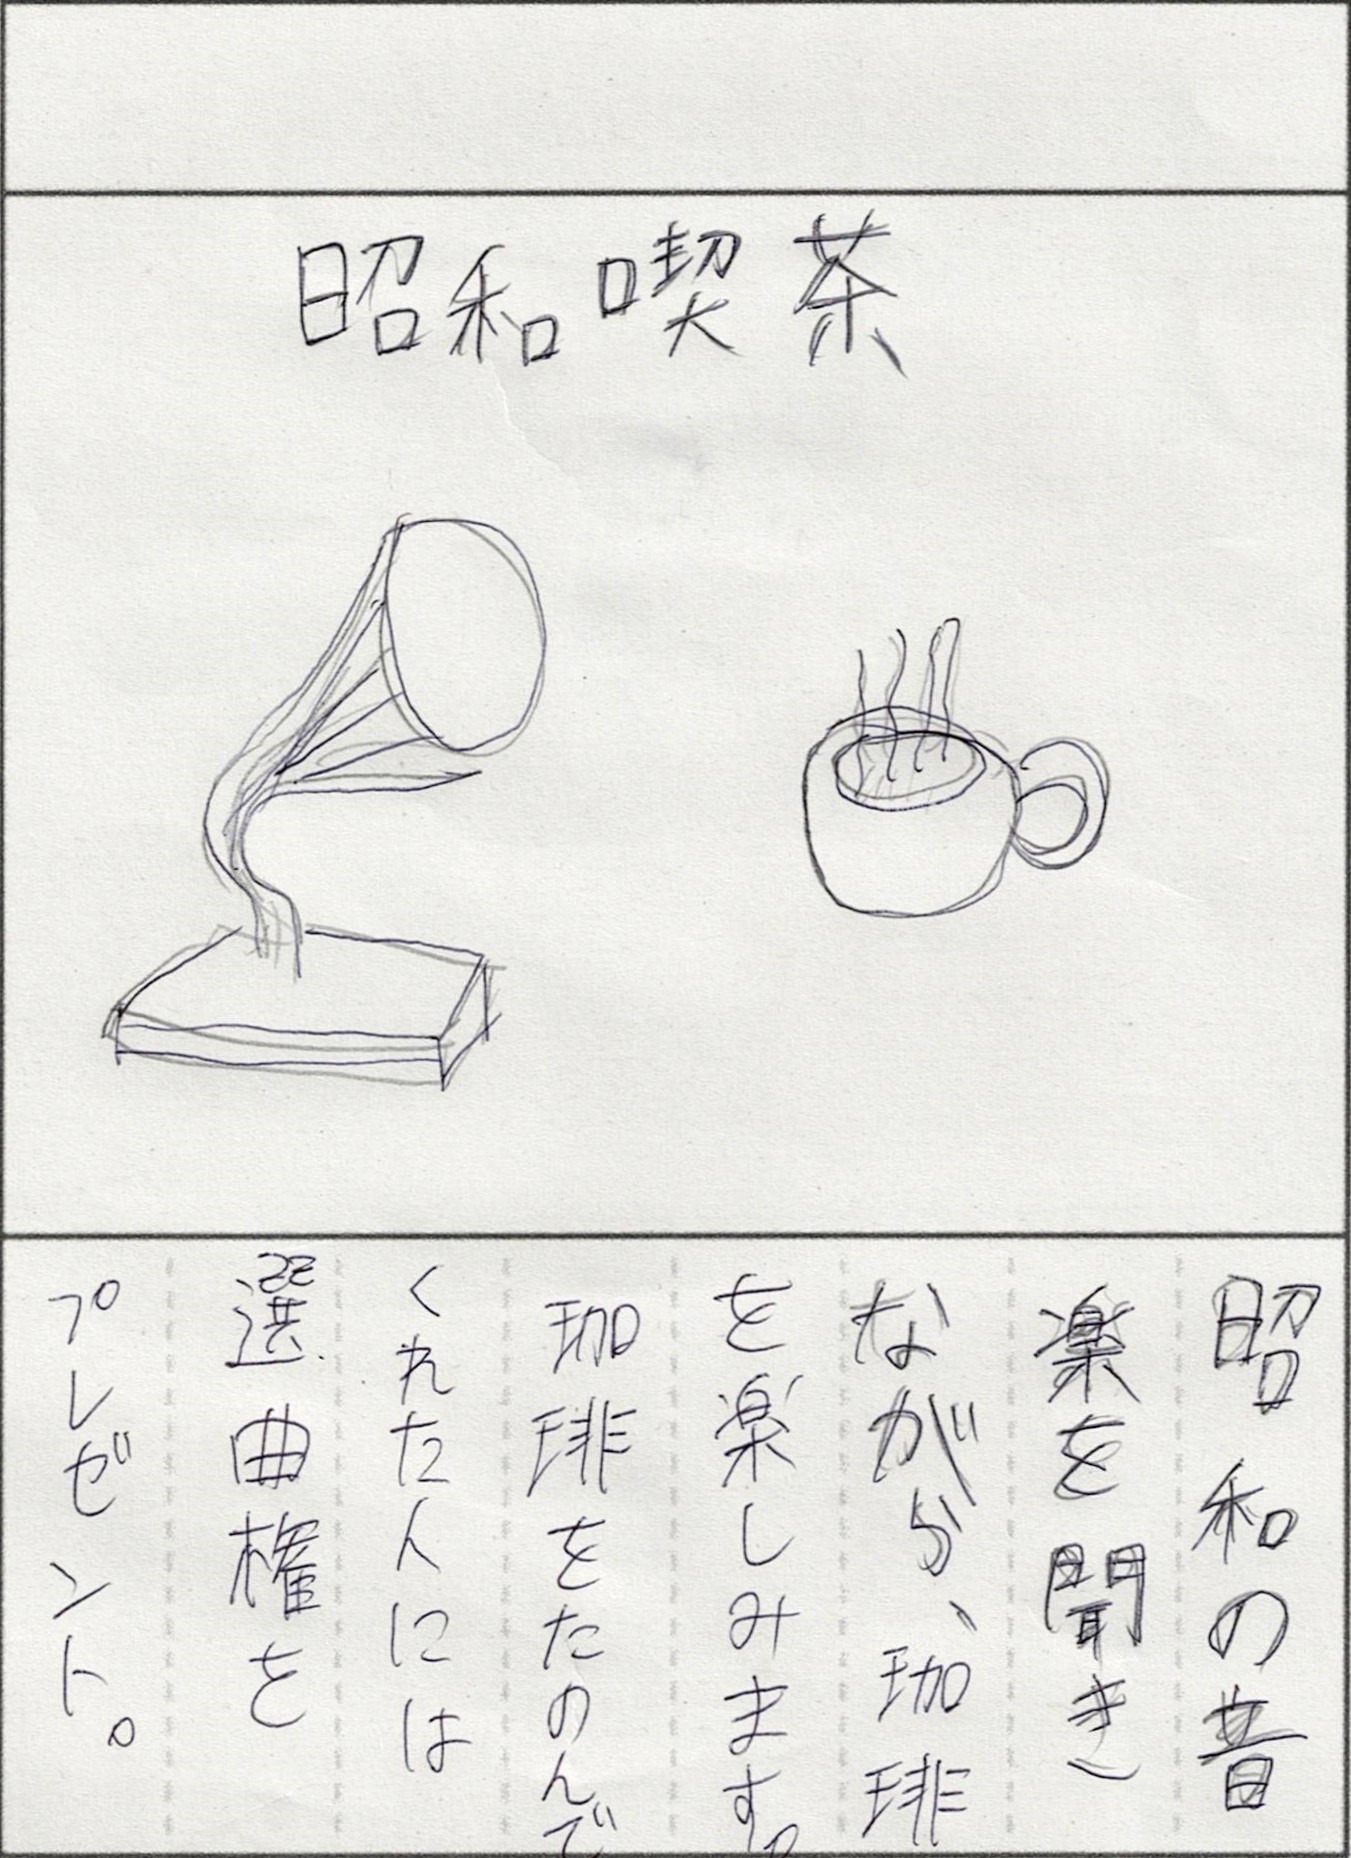 昭和喫茶
昭和の音
楽を聞き
ながら、珈琲
を楽しみます。
珈琲をたのんで
くれた人には
選曲権を
プレゼント。